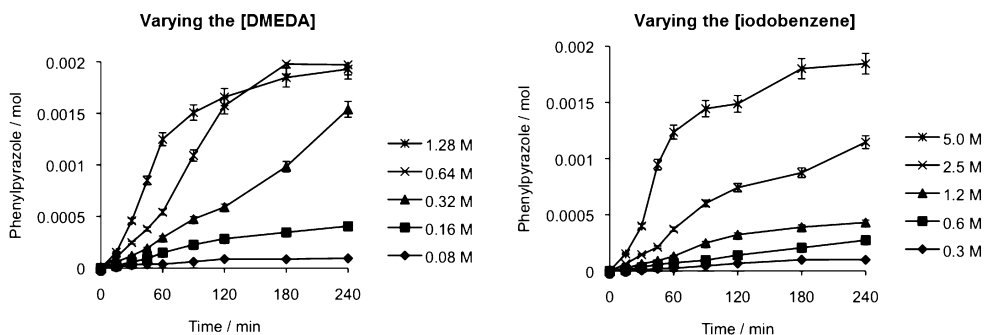 Varying the [DMEDA]
0.002
0.0015
0.001
0.0005
0
Phenylpyrazole / mol
0
60
120
180
240
Time / min
1.28 M
0.64 M
0.32 M
0.16 M
0.08 M
Varying the [iodobenzene]
0.002
0.0015
0.001
0.0005
0
Phenylpyrazole / mol
0
60
120
180
240
Time / min
5.0 M
2.5 M
1.2 M
0.6 M
0.3 M